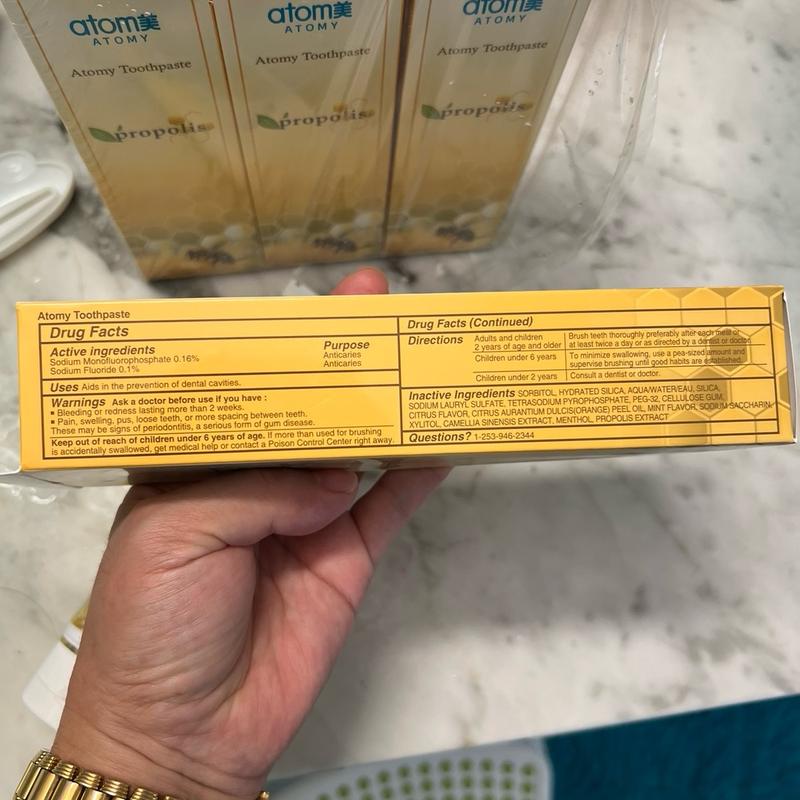 atom美
ATOMY
Atomy Toothpaste
propolis
atom美
ATOMY
Atomy Toothpaste
propolis
atom美
ATOMY
Atomy Toothpaste
propolis
Atomy Toothpaste
Drug Facts
Active ingredients Purpose
Sodium Monofluorophosphate 0.16% Anticaries
Sodium Fluoride 0.1% Anticaries
Uses Aids in the prevention of dental cavities.
Warnings Ask a doctor before use if you have :
▪ Bleeding or redness lasting more than 2 weeks.
▪ Pain, swelling, pus, loose teeth, or more spacing between teeth.
These may be signs of periodontitis, a serious form of gum disease.
Keep out of reach of children under 6 years of age. If more than used for brushing
is accidentally swallowed, get medical help or contact a Poison Control Center right away.
Drug Facts (Continued)
Directions
Adults and children
2 years of age and older
Brush teeth thoroughly preferably after each meal or
at least twice a day or as directed by a dentist or doctor.
Children under 6 years
To minimize swallowing, use a pea-sized amount and
supervise brushing until good habits are established.
Children under 2 years
Consult a dentist or doctor.
Inactive Ingredients SORBITOL, HYDRATED SILICA, AQUA/WATER/EAU, SILICA,
SODIUM LAURYL SULFATE, TETRASODIUM PYROPHOSPHATE, PEG-32, CELLULOSE GUM,
CITRUS FLAVOR, CITRUS AURANTIUM DULCIS(ORANGE) PEEL OIL, MINT FLAVOR, SODIUM SACCHARIN,
XYLITOL, CAMELLIA SINENSIS EXTRACT, MENTHOL, PROPOLIS EXTRACT
Questions? 1-253-946-2344